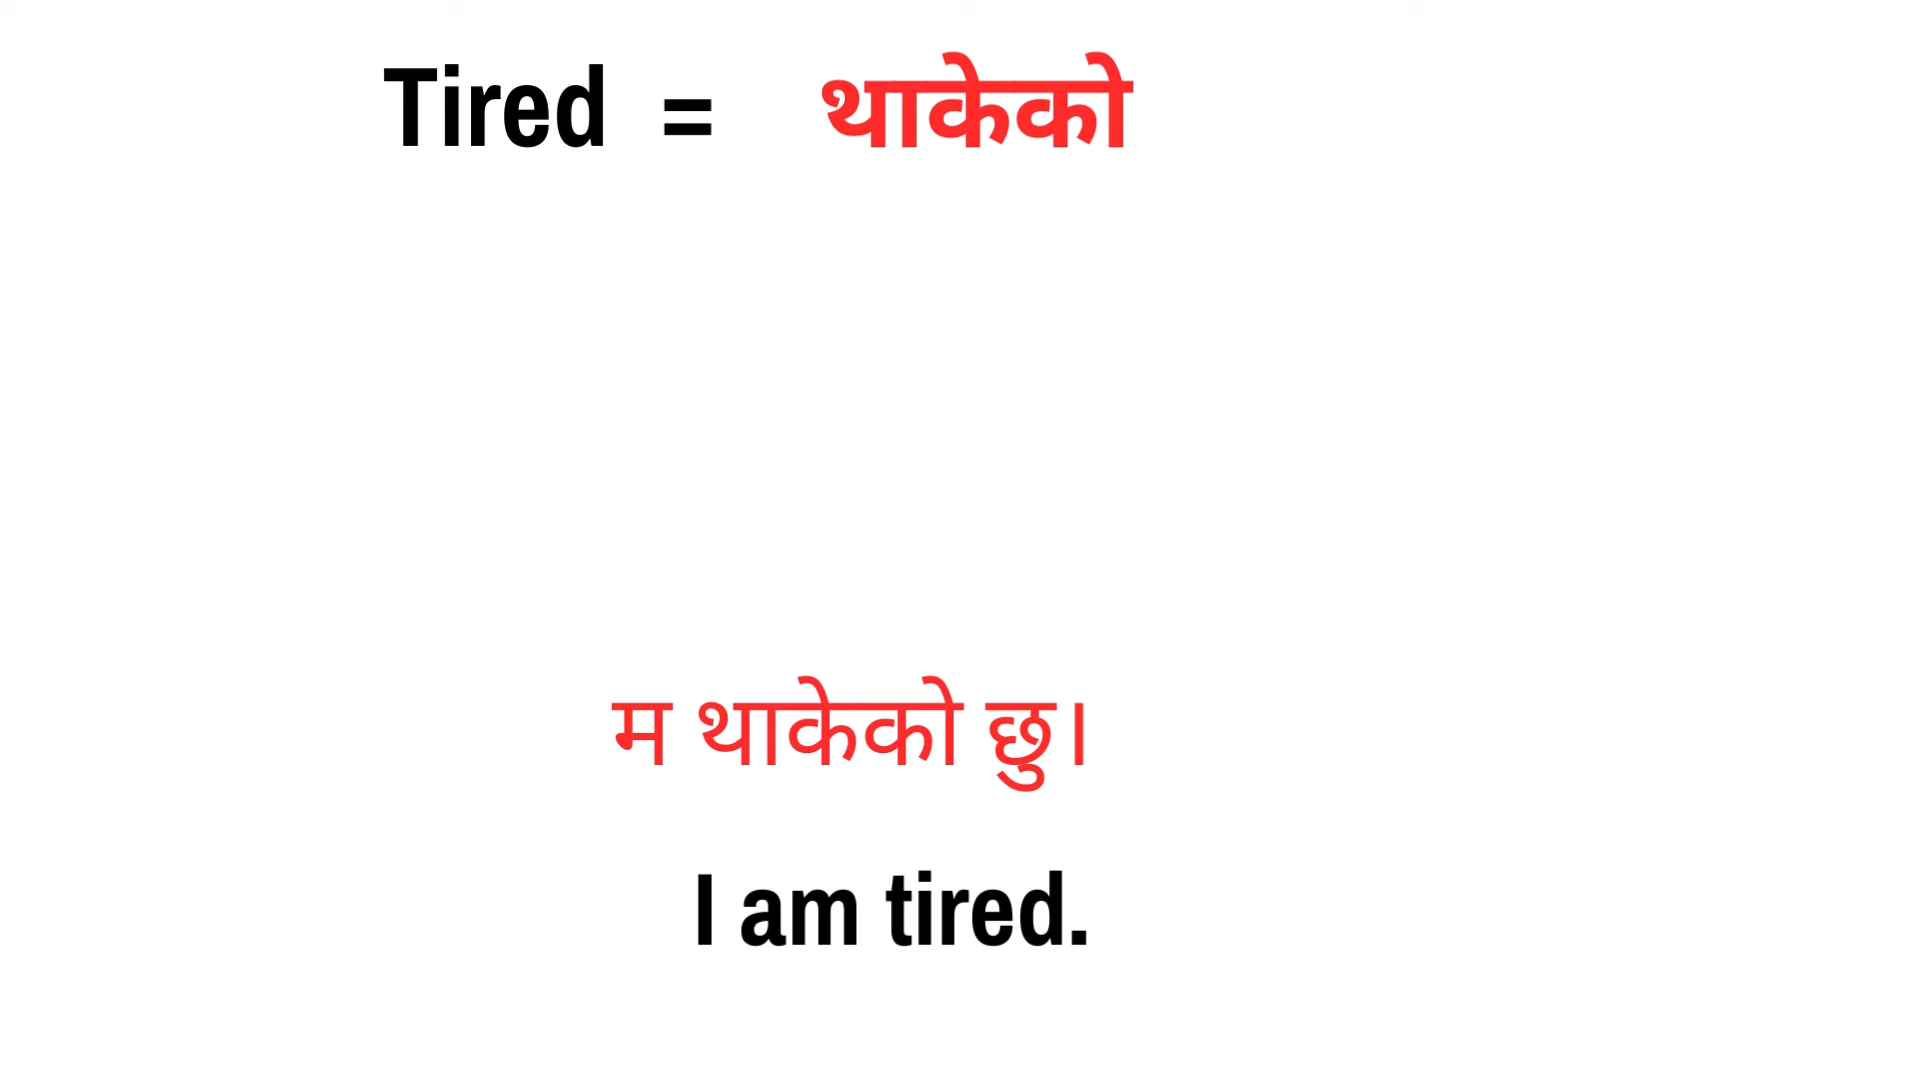 Tired = थाकेको
म थाकेको छु।
I am tired.